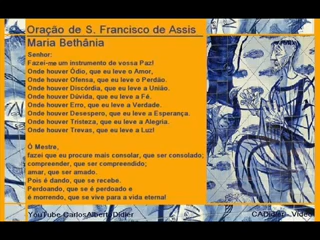 Oração de S. Francisco de Assis
Maria Bethânia
Senhor:
Fazei-me um instrumento de vossa Paz!
Onde houver Ódio, que eu leve o Amor,
Onde houver Ofensa, que eu leve o Perdão.
Onde houver Discórdia, que eu leve a União.
Onde houver Dúvida, que eu leve a Fé.
Onde houver Erro, que eu leve a Verdade.
Onde houver Desespero, que eu leve a Esperança.
Onde houver Tristeza, que eu leve a Alegria.
Onde houver Trevas, que eu leve a Luz!
Ó Mestre,
fazei que eu procure mais consolar, que ser consolado;
compreender, que ser compreendido;
amar, que ser amado.
Pois é dando, que se recebe.
Perdoando, que se é perdoado e
é morrendo, que se vive para a vida eternal
YouTube CarlosAlberto Didier